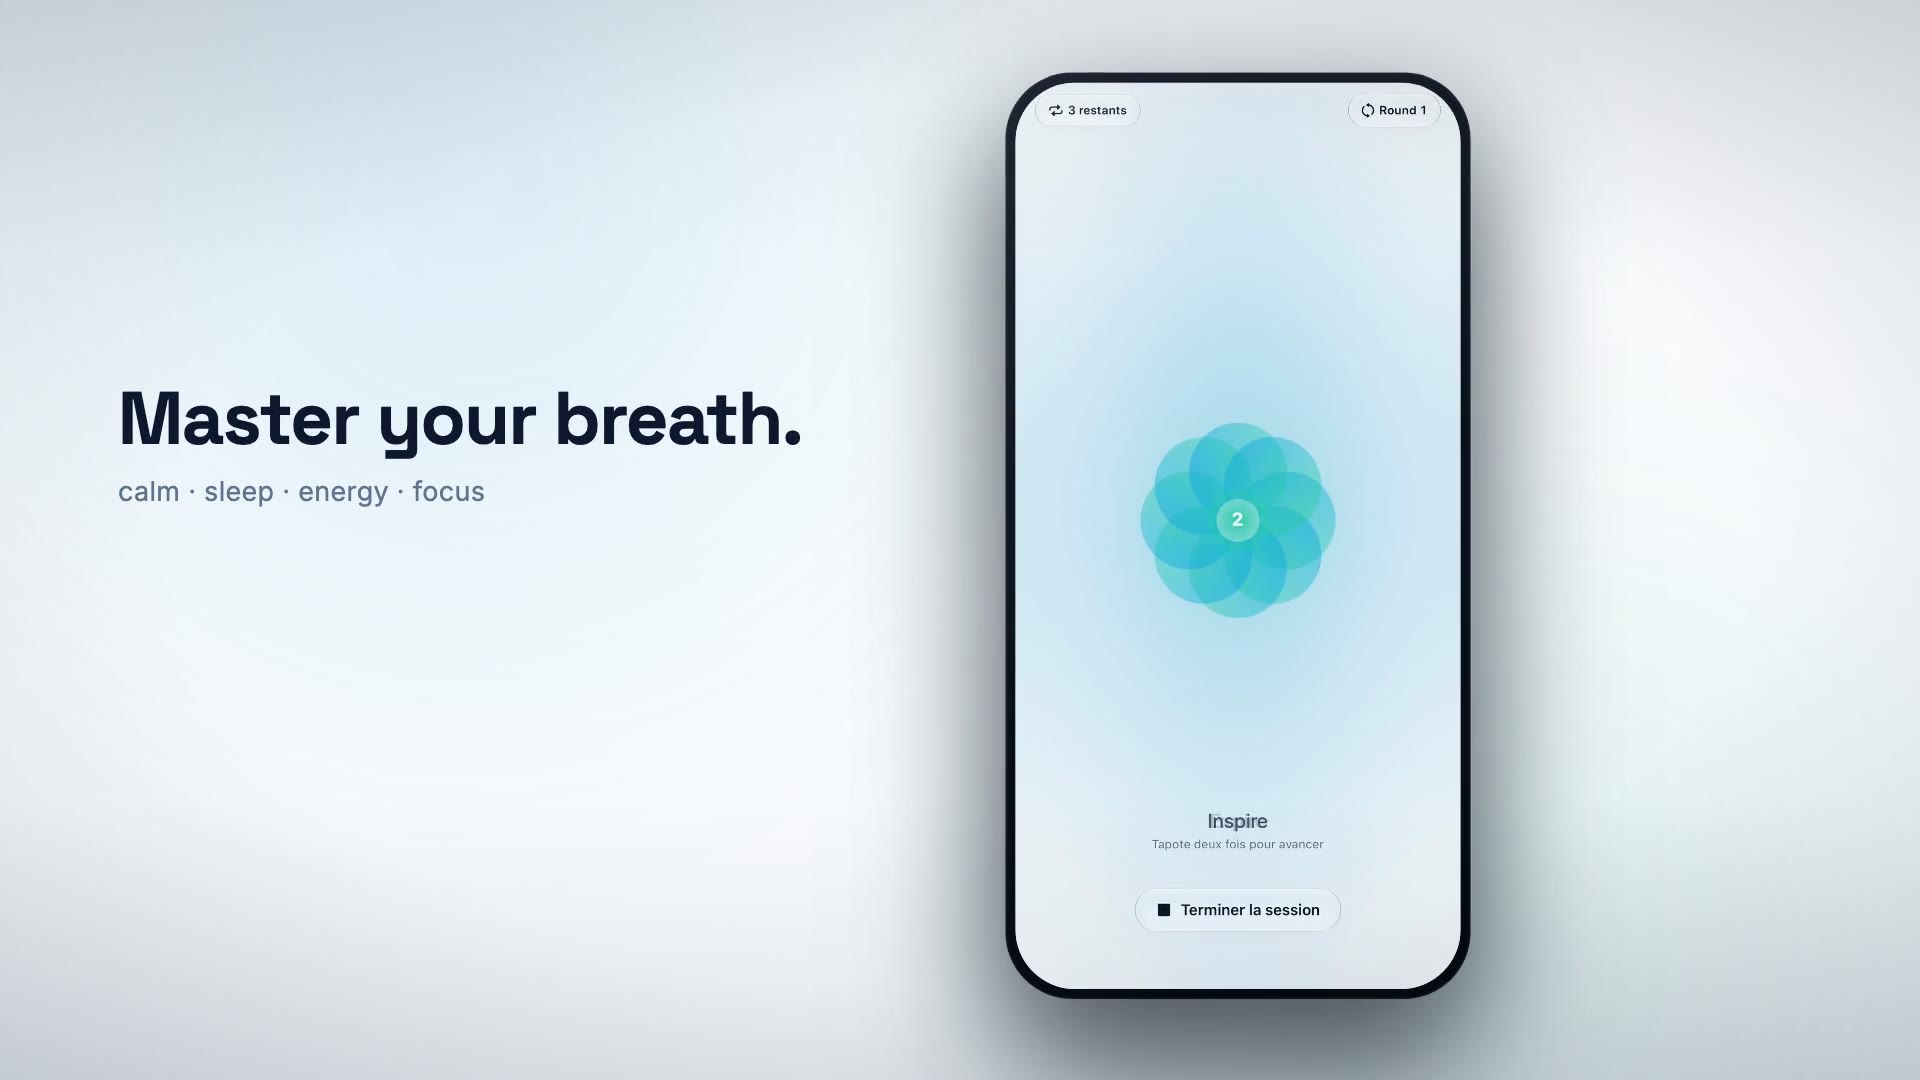 Master your breath.
calm · sleep · energy · focus
3 restants
Round 1
2
Inspire
Tapote deux fois pour avancer
Terminer la session